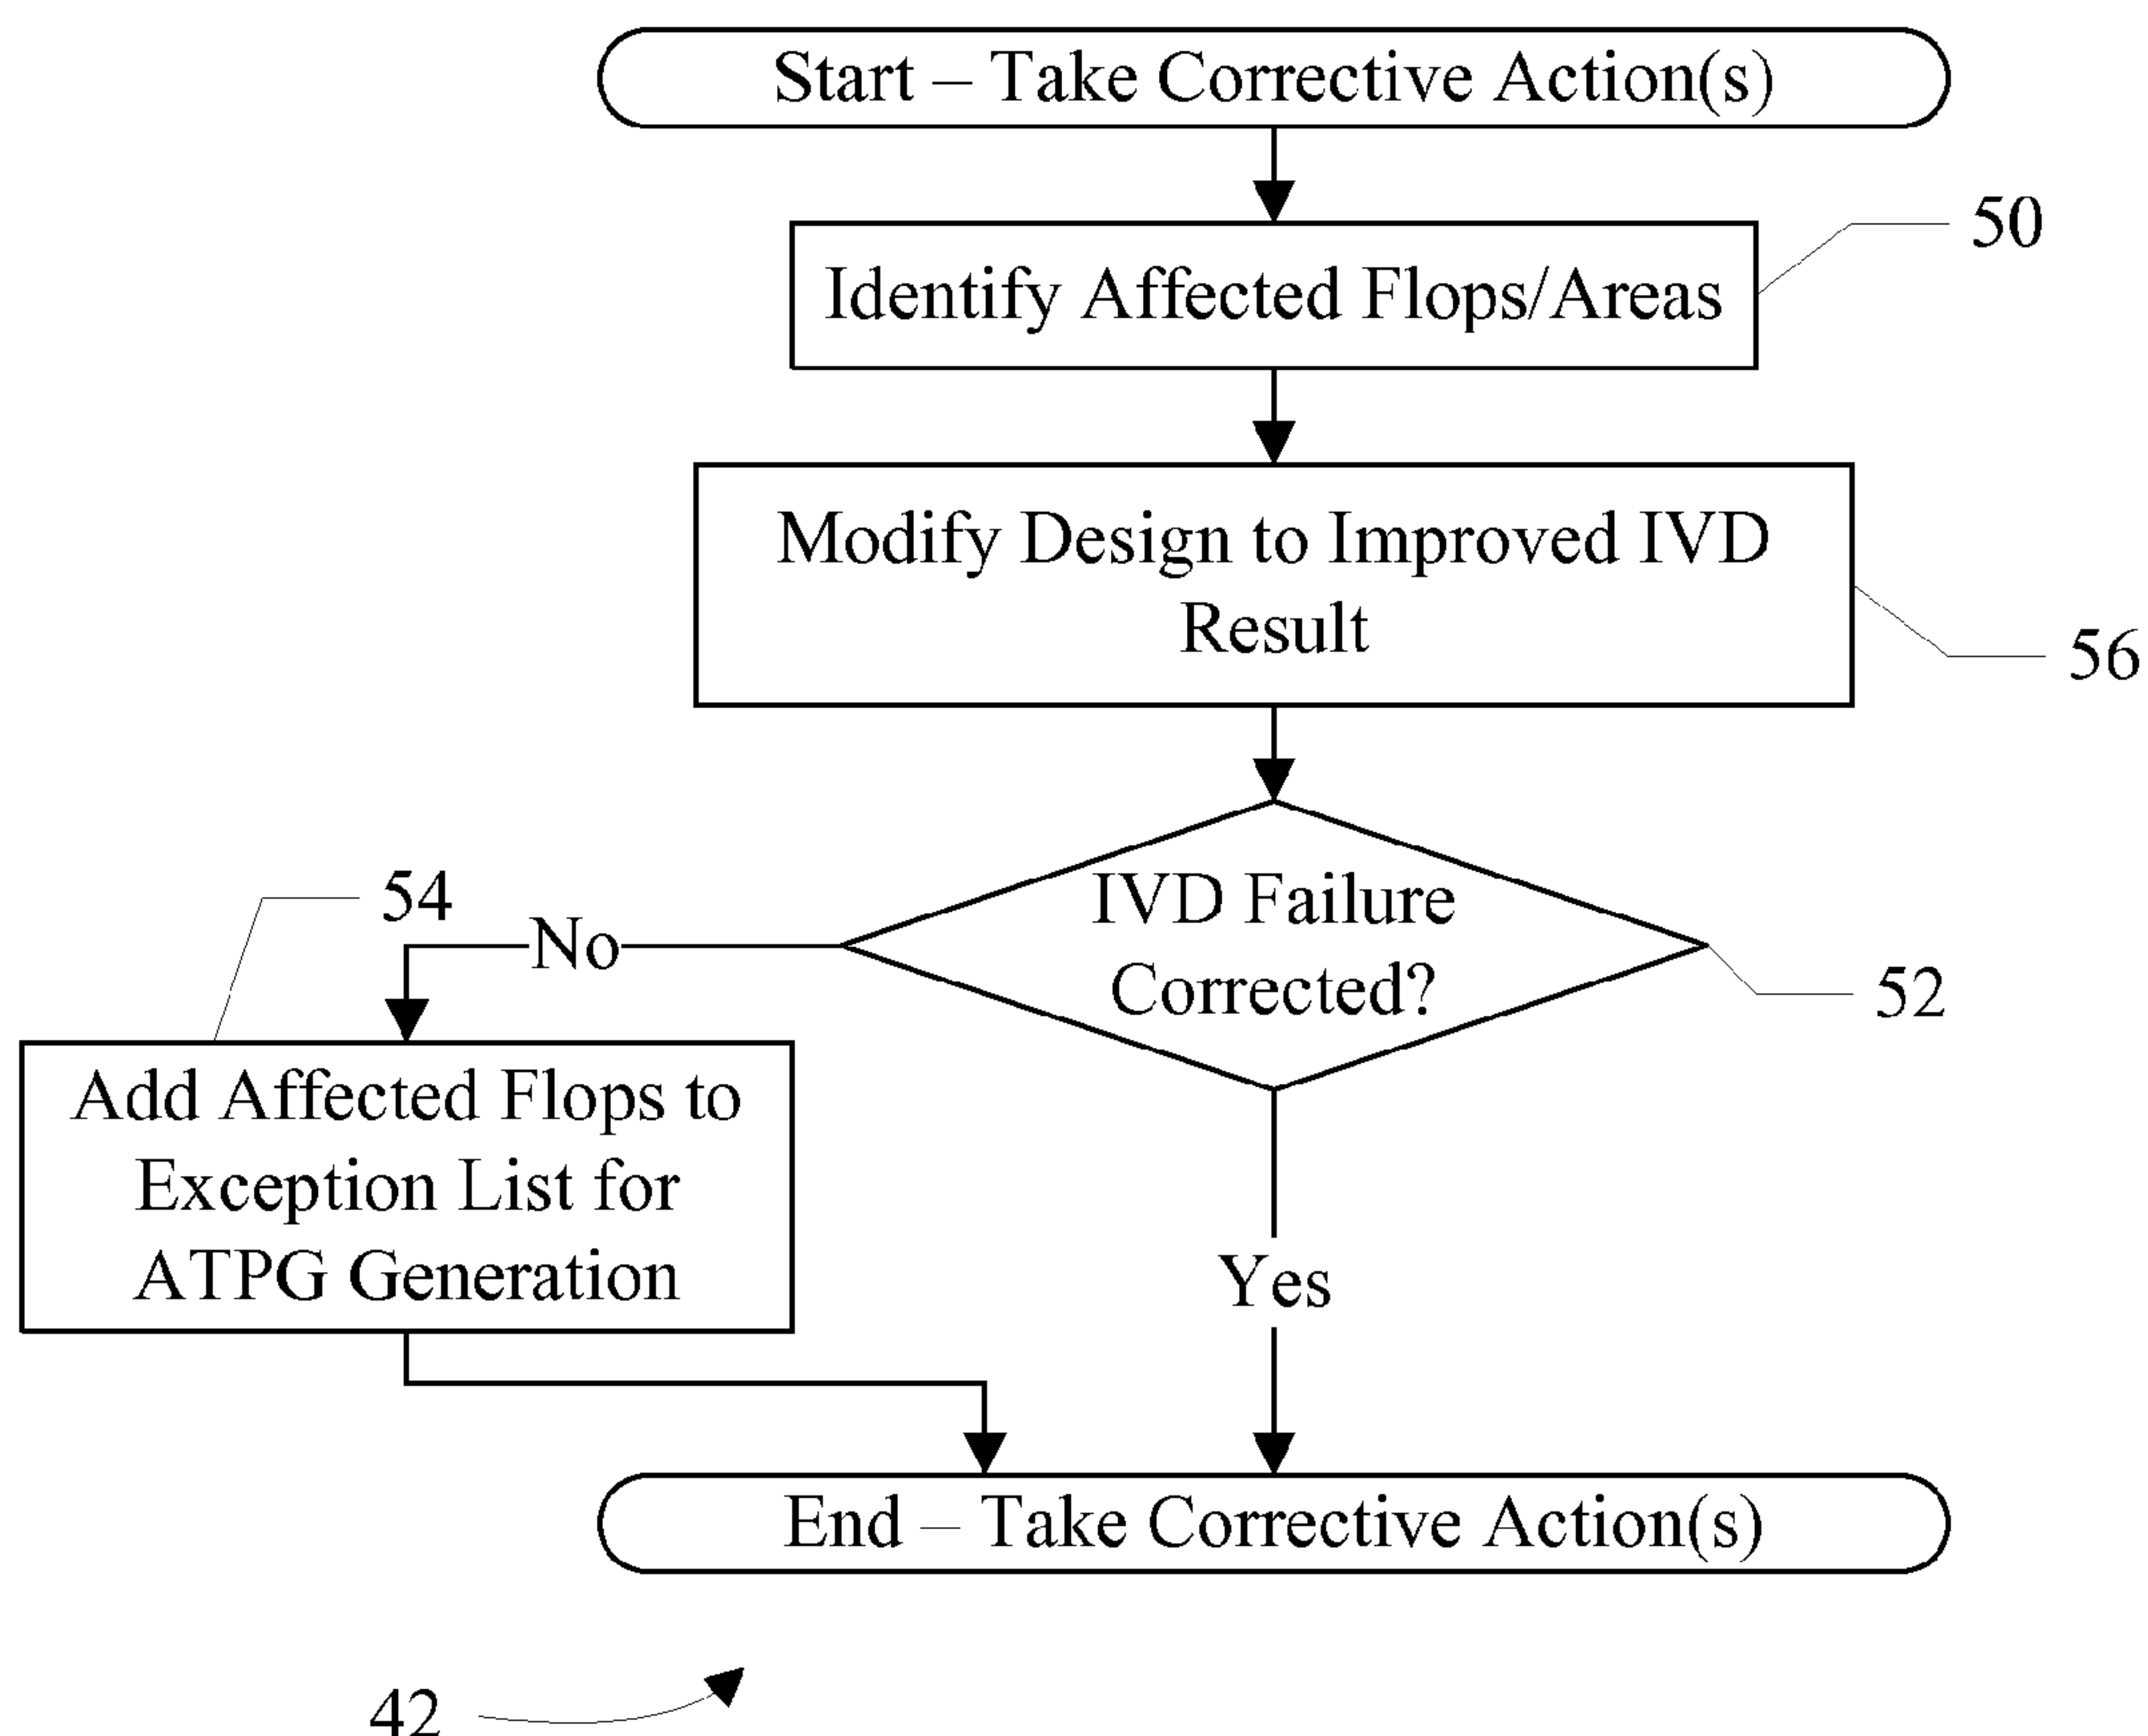 Start – Take Corrective Action(s)
50
Identify Affected Flops/Areas
Modify Design to Improved IVD
Result
56
IVD Failure
Corrected?
52
54
No
Add Affected Flops to
Exception List for
ATPG Generation
Yes
End – Take Corrective Action(s)
42